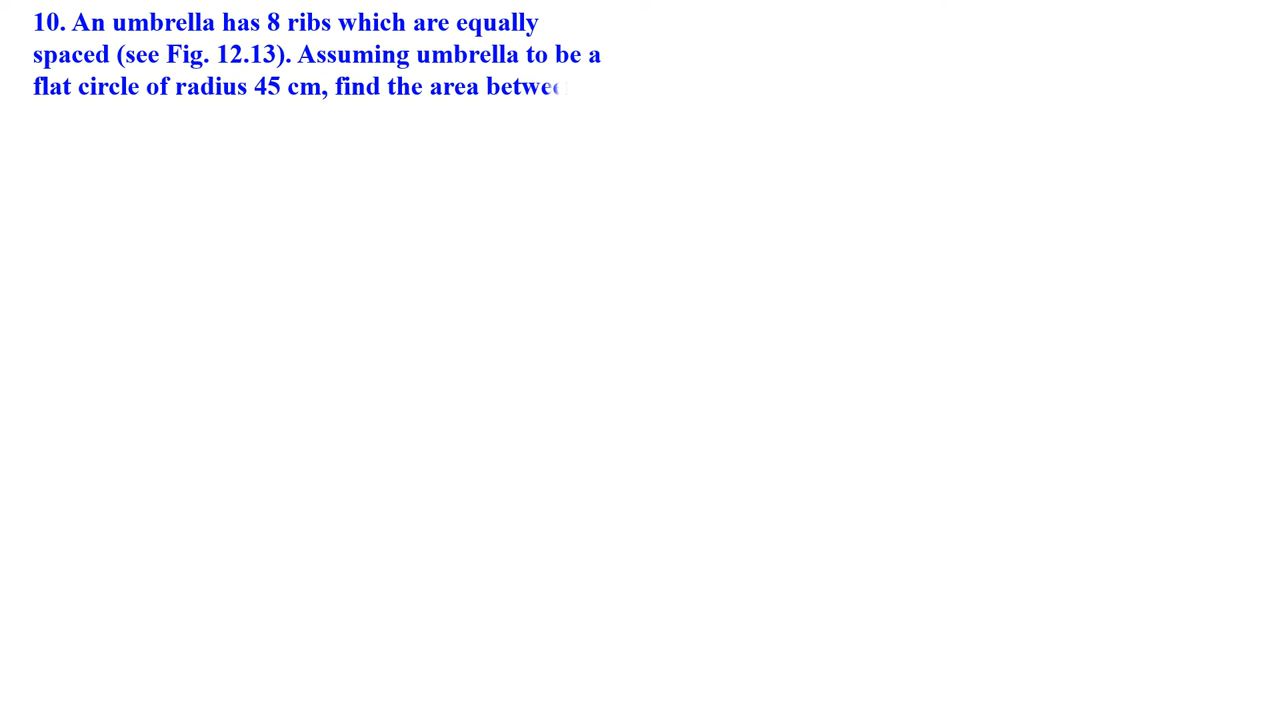 10. An umbrella has 8 ribs which are equally
spaced (see Fig. 12.13). Assuming umbrella to be a
flat circle of radius 45 cm, find the area